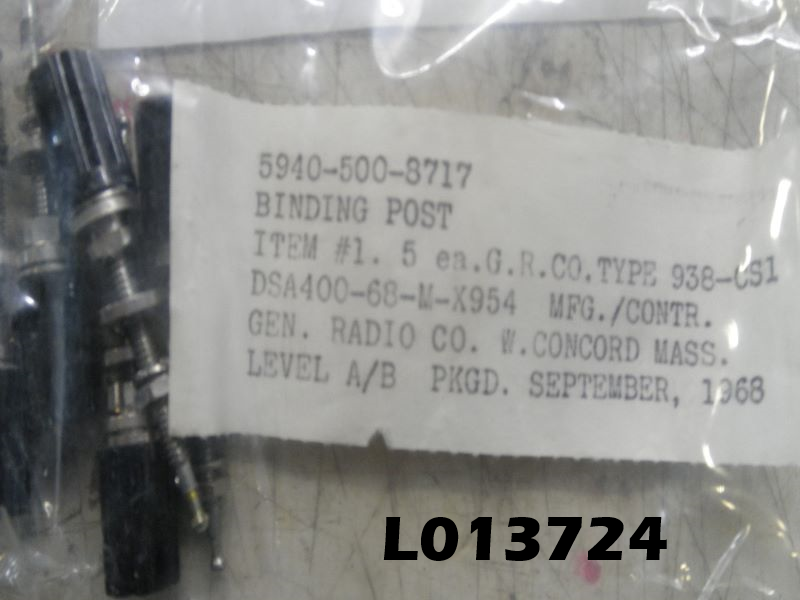 5940-500-8717
BINDING POST
ITEM #1. 5 ea.G.R.CO.TYPE 938-CS1
DSA400-68-M-X954 MFG./CONTR.
GEN. RADIO CO. W.CONCORD MASS.
LEVEL A/B PKGD. SEPTEMBER, 1968
L013724